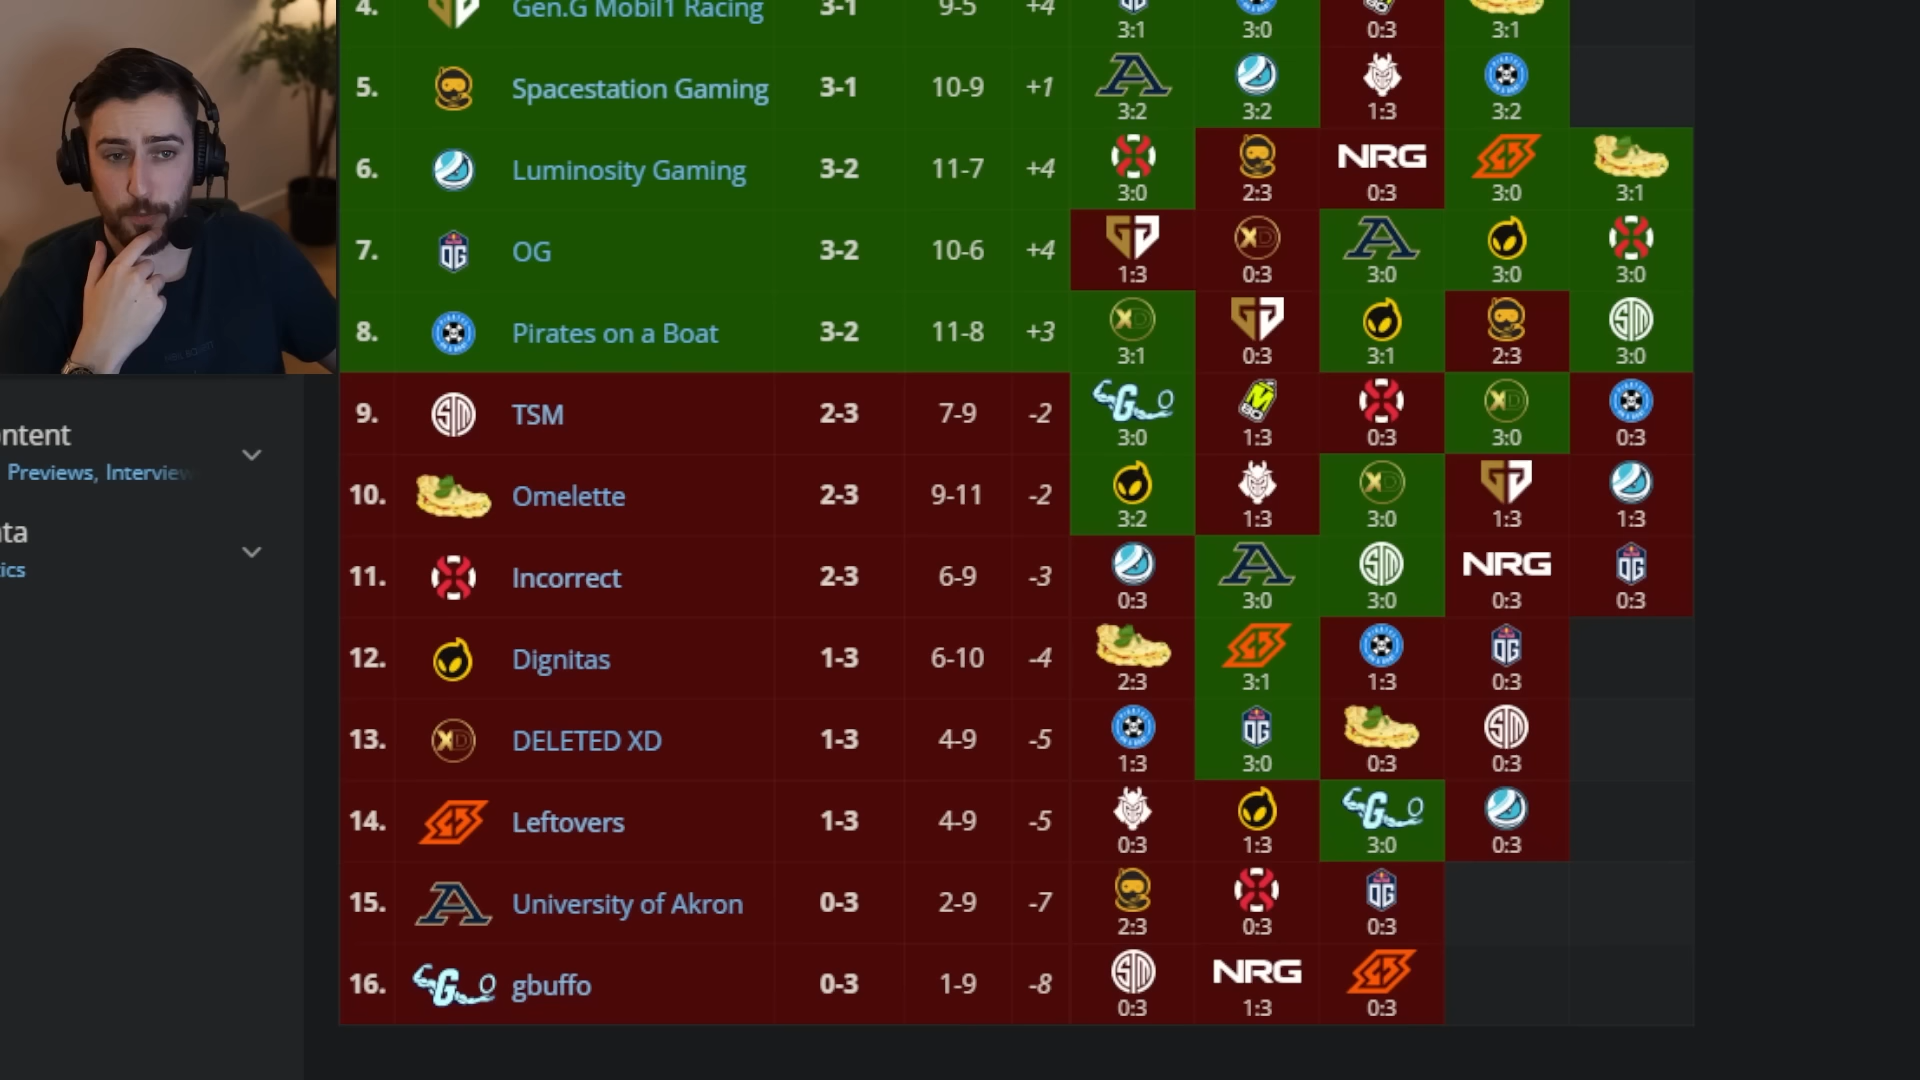 4. Gen.G Mobil1 Racing 3-1 9-5 +4 3:1 3:0 0:3 3:1
5. Spacestation Gaming 3-1 10-9 +1 3:2 3:2 1:3 3:2
6. Luminosity Gaming 3-2 11-7 +4 3:0 2:3 NRG 0:3 3:0 3:1
7. OG OG 3-2 10-6 +4 1:3 XD 0:3 3:0 3:0 3:0
8. Pirates on a Boat 3-2 11-8 +3 XD 3:1 0:3 3:1 2:3 3:0
9. TSM 2-3 7-9 -2 3:0 1:3 0:3 XD 3:0 0:3
10. Omelette 2-3 9-11 -2 3:2 1:3 XD 3:0 1:3 1:3
11. Incorrect 2-3 6-9 -3 0:3 3:0 3:0 NRG 0:3 OG 0:3
12. Dignitas 1-3 6-10 -4 2:3 3:1 1:3 OG 0:3
13. XD DELETED XD 1-3 4-9 -5 1:3 OG 3:0 0:3 0:3
14. Leftovers 1-3 4-9 -5 0:3 1:3 3:0 0:3
15. University of Akron 0-3 2-9 -7 2:3 0:3 OG 0:3
16. gbuffo 0-3 1-9 -8 0:3 NRG 1:3 0:3
ntent
Previews, Interview
ta
ics